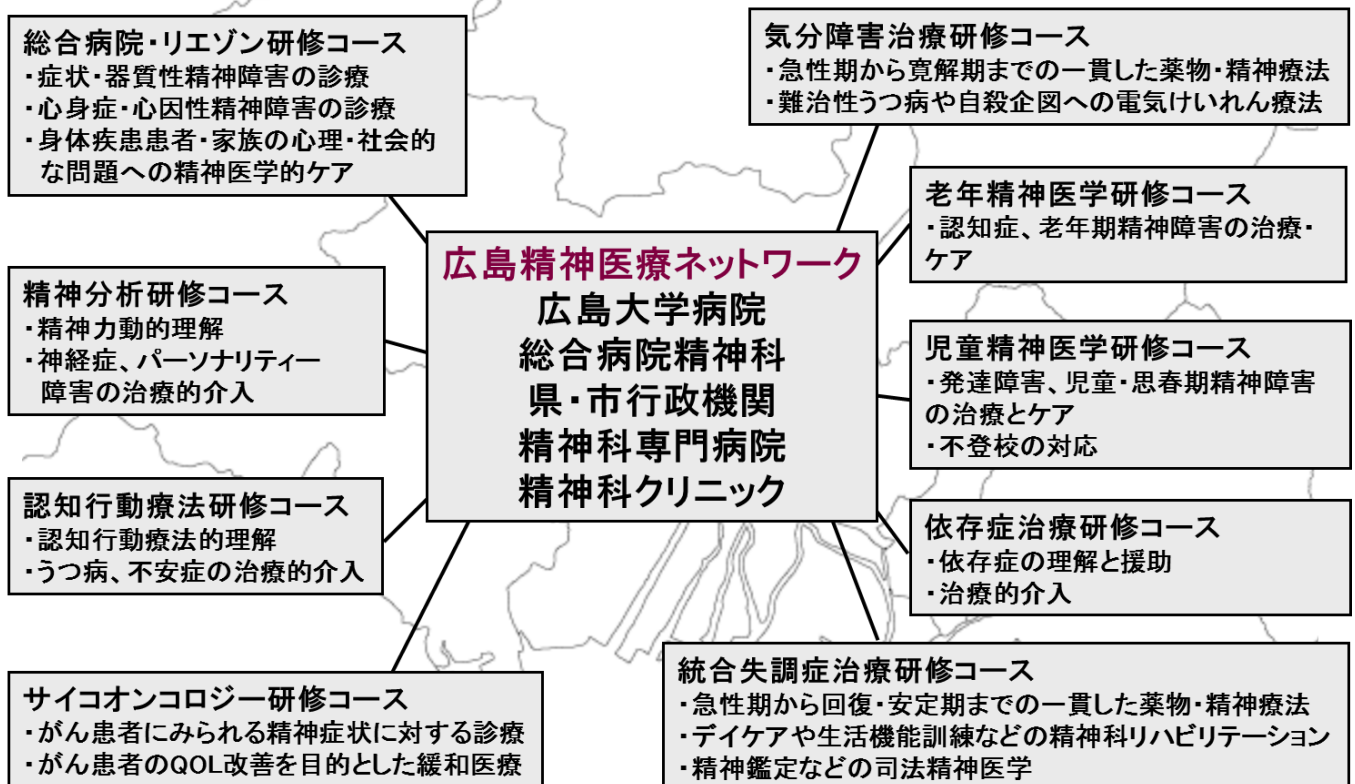 総合病院・リエゾン研修コース
・症状・器質性精神障害の診療
・心身症・心因性精神障害の診療
・身体疾患患者・家族の心理・社会的
な問題への精神医学的ケア
気分障害治療研修コース
・急性期から寛解期までの一貫した薬物・精神療法
・難治性うつ病や自殺企図への電気けいれん療法
老年精神医学研修コース
・認知症、老年期精神障害の治療・
ケア
広島精神医療ネットワーク
広島大学病院
総合病院精神科
県・市行政機関
精神科専門病院
精神科クリニック
精神分析研修コース
・精神力動的理解
・神経症、パーソナリティー
障害の治療的介入
児童精神医学研修コース
・発達障害、児童・思春期精神障害
の治療とケア
・不登校の対応
認知行動療法研修コース
・認知行動療法的理解
・うつ病、不安症の治療的介入
依存症治療研修コース
・依存症の理解と援助
・治療的介入
サイコオンコロジー研修コース
・がん患者にみられる精神症状に対する診療
・がん患者のQOL改善を目的とした緩和医療
統合失調症治療研修コース
・急性期から回復・安定期までの一貫した薬物・精神療法
・デイケアや生活機能訓練などの精神科リハビリテーション
・精神鑑定などの司法精神医学